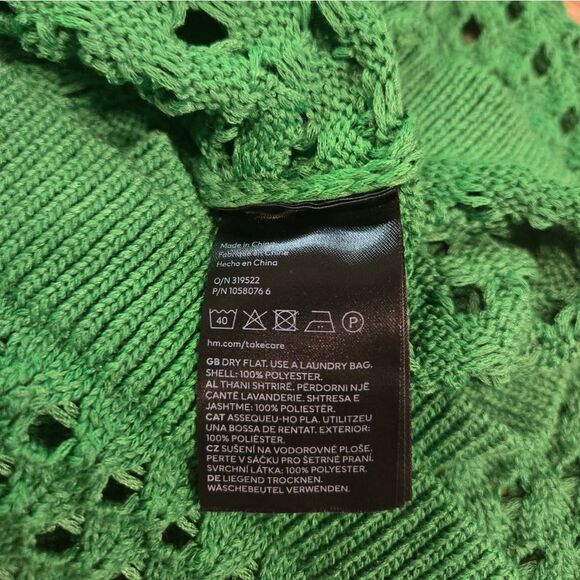 Made in China
Fabriqué en Chine
Hecho en China
O/N 319522
P/N 1058076 6
40 P
hm.com/takecare
GB DRY FLAT. USE A LAUNDRY BAG.
SHELL: 100% POLYESTER.
AL THANI SHTRIRË. PËRDORNI NJË
ÇANTË LAVANDERIE. SHTRESA E
JASHTME: 100% POLIESTËR.
CAT ASSEQUEU-HO PLA. UTILITZEU
UNA BOSSA DE RENTAT. EXTERIOR:
100% POLIÈSTER.
CZ SUŠENÍ NA VODOROVNÉ PLOŠE.
PERTE V SÁČKU PRO ŠETRNÉ PRANÍ.
SVRCHNÍ LÁTKA: 100% POLYESTER.
DE LIEGEND TROCKNEN.
WÄSCHEBEUTEL VERWENDEN.